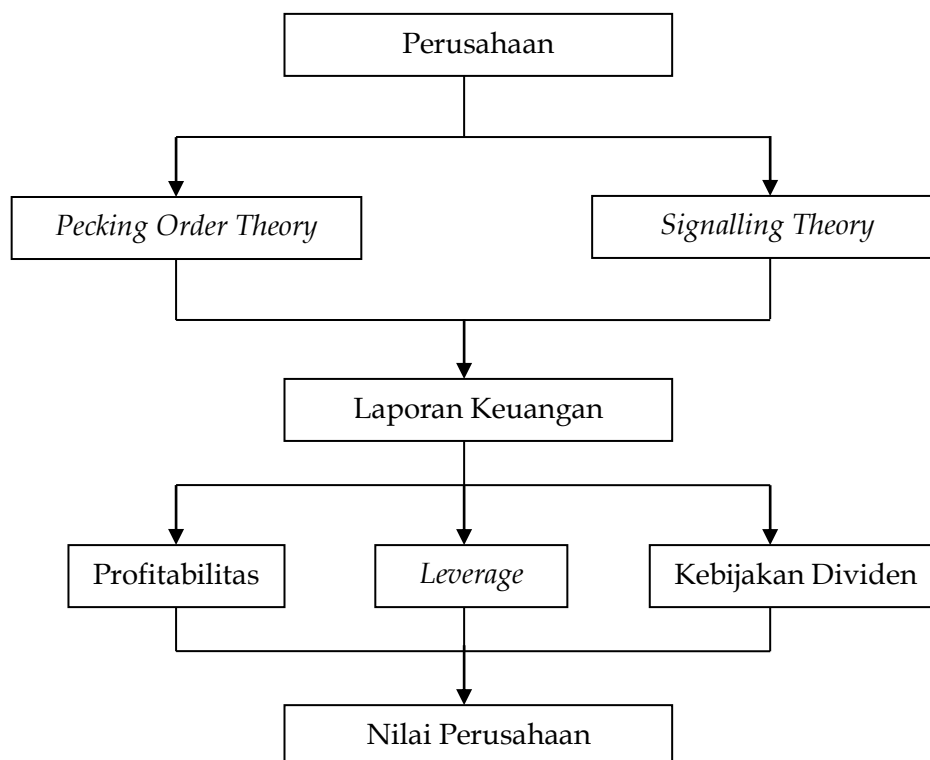 Perusahaan
Pecking Order Theory
Signalling Theory
Laporan Keuangan
Profitabilitas
Leverage
Kebijakan Dividen
Nilai Perusahaan